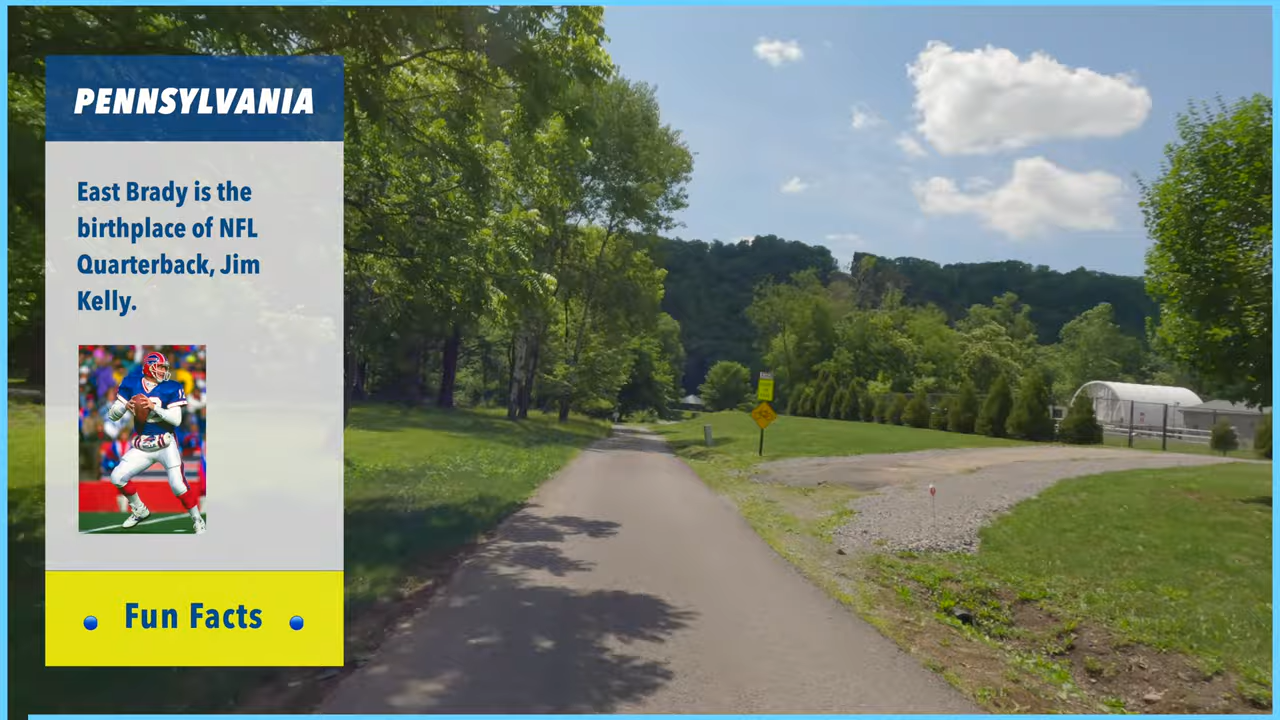 PENNSYLVANIA
East Brady is the
birthplace of NFL
Quarterback, Jim
Kelly.
Fun Facts